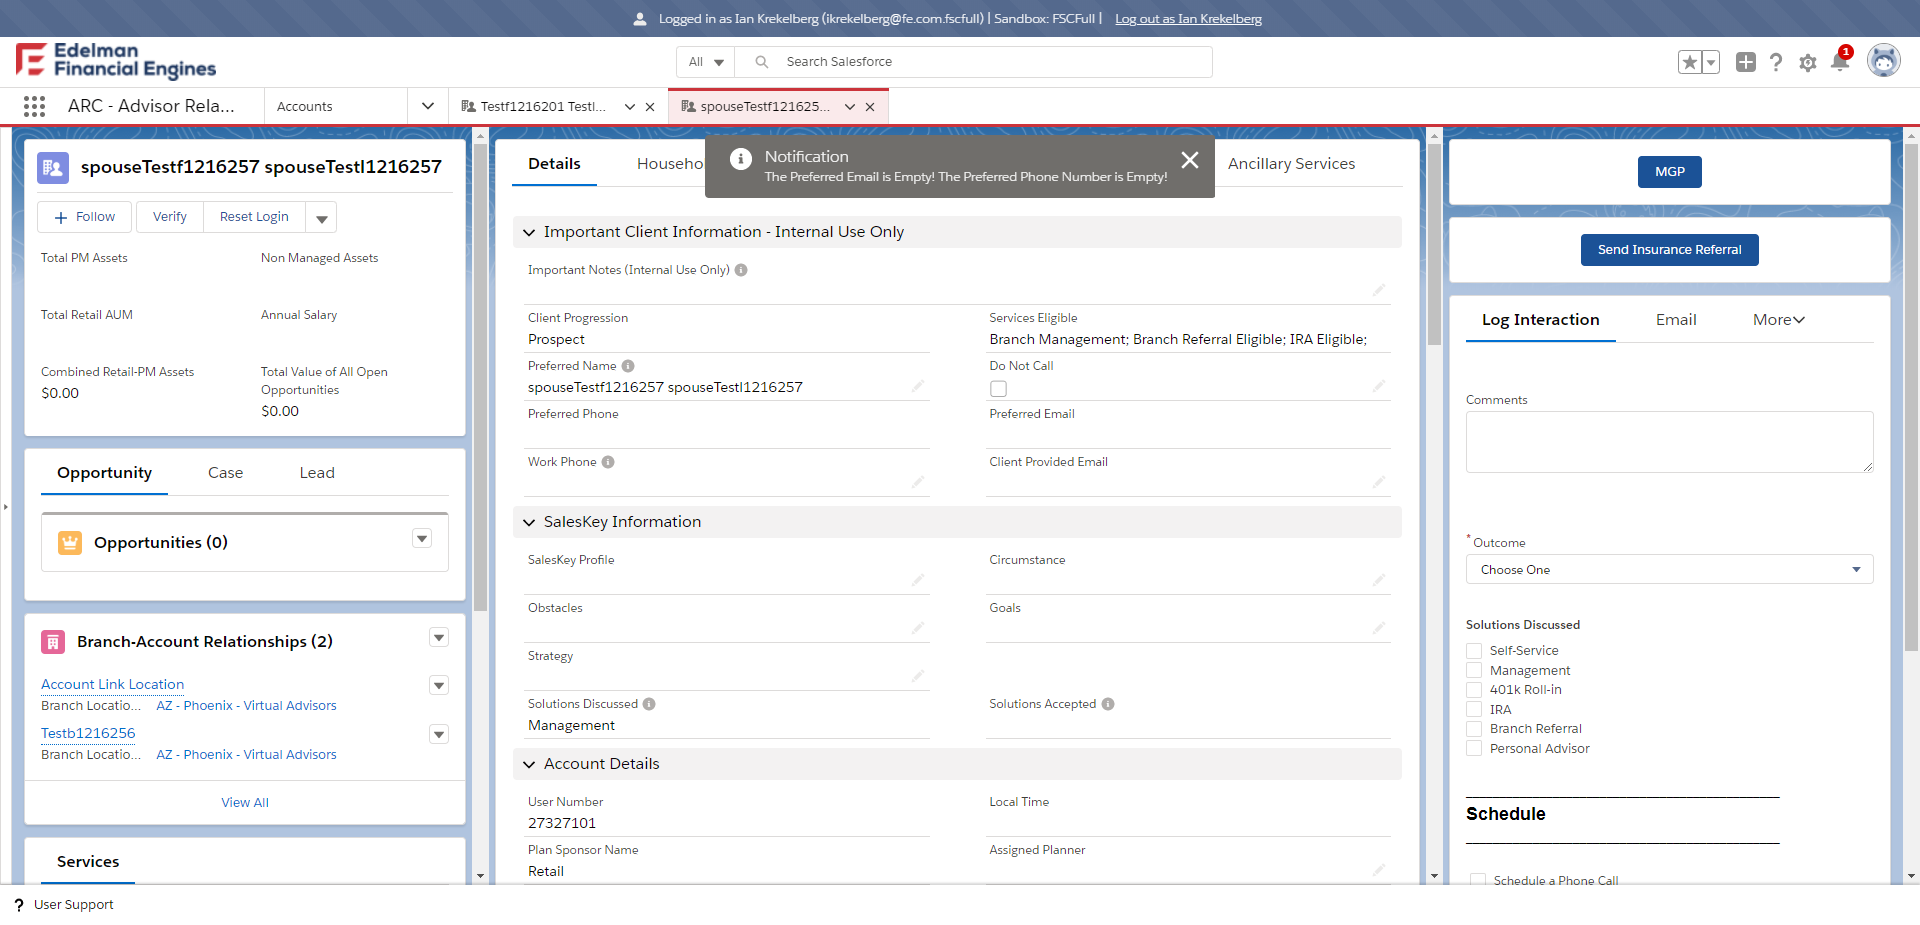 Logged in as Ian Krekelberg (ikrekelberg@fe.com.fscfull) | Sandbox: FSCFull | Log out as Ian Krekelberg
Edelman
Financial Engines
All
Search Salesforce
1
ARC - Advisor Rela...
Accounts
Testf1216201 Testl...
spouseTestf121625...
spouseTestf1216257 spouseTestl1216257
Follow
Verify
Reset Login
Total PM Assets
Non Managed Assets
Total Retail AUM
Annual Salary
Combined Retail-PM Assets
$0.00
Total Value of All Open
Opportunities
$0.00
Opportunity
Case
Lead
Opportunities (0)
Branch-Account Relationships (2)
Account Link Location
Branch Locatio... AZ - Phoenix - Virtual Advisors
Testb1216256
Branch Locatio... AZ - Phoenix - Virtual Advisors
View All
Services
Details
Househo
Ancillary Services
Notification
The Preferred Email is Empty! The Preferred Phone Number is Empty!
Important Client Information - Internal Use Only
Important Notes (Internal Use Only)
Client Progression
Prospect
Services Eligible
Branch Management; Branch Referral Eligible; IRA Eligible;
Preferred Name
spouseTestf1216257 spouseTestl1216257
Do Not Call
Preferred Phone
Preferred Email
Work Phone
Client Provided Email
SalesKey Information
SalesKey Profile
Circumstance
Obstacles
Goals
Strategy
Solutions Discussed
Management
Solutions Accepted
Account Details
User Number
27327101
Local Time
Plan Sponsor Name
Retail
Assigned Planner
MGP
Send Insurance Referral
Log Interaction
Email
More
Comments
*Outcome
Choose One
Solutions Discussed
Self-Service
Management
401k Roll-in
IRA
Branch Referral
Personal Advisor
Schedule
Schedule a Phone Call
? User Support